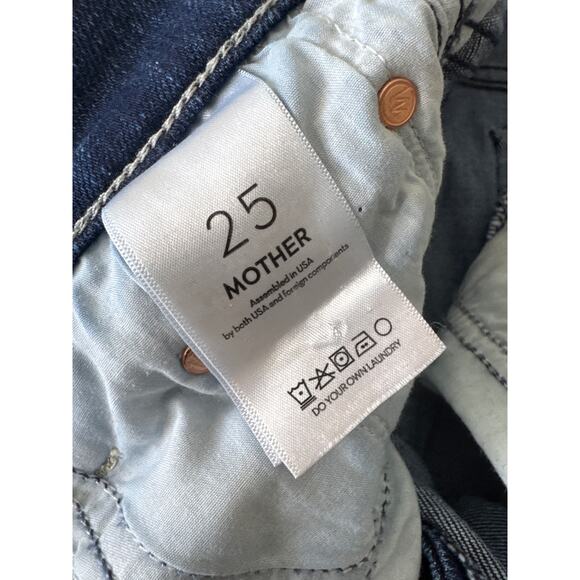 25
MOTHER
Assembled in USA
by both USA and foreign components
DO YOUR OWN LAUNDRY